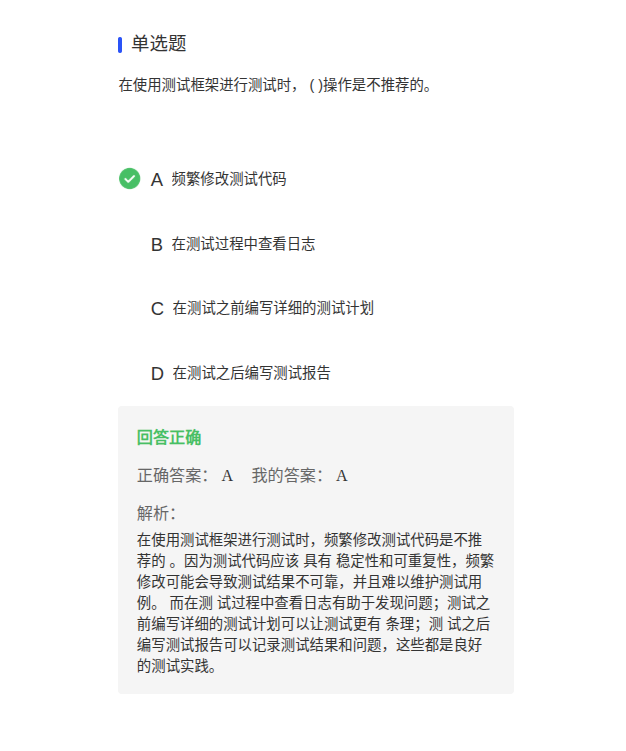 单选题
在使用测试框架进行测试时， ( )操作是不推荐的。
A 频繁修改测试代码
B 在测试过程中查看日志
C 在测试之前编写详细的测试计划
D 在测试之后编写测试报告
回答正确
正确答案： A 我的答案： A
解析：
在使用测试框架进行测试时，频繁修改测试代码是不推
荐的 。因为测试代码应该 具有 稳定性和可重复性，频繁
修改可能会导致测试结果不可靠，并且难以维护测试用
例。 而在测 试过程中查看日志有助于发现问题；测试之
前编写详细的测试计划可以让测试更有 条理；测 试之后
编写测试报告可以记录测试结果和问题，这些都是良好
的测试实践。